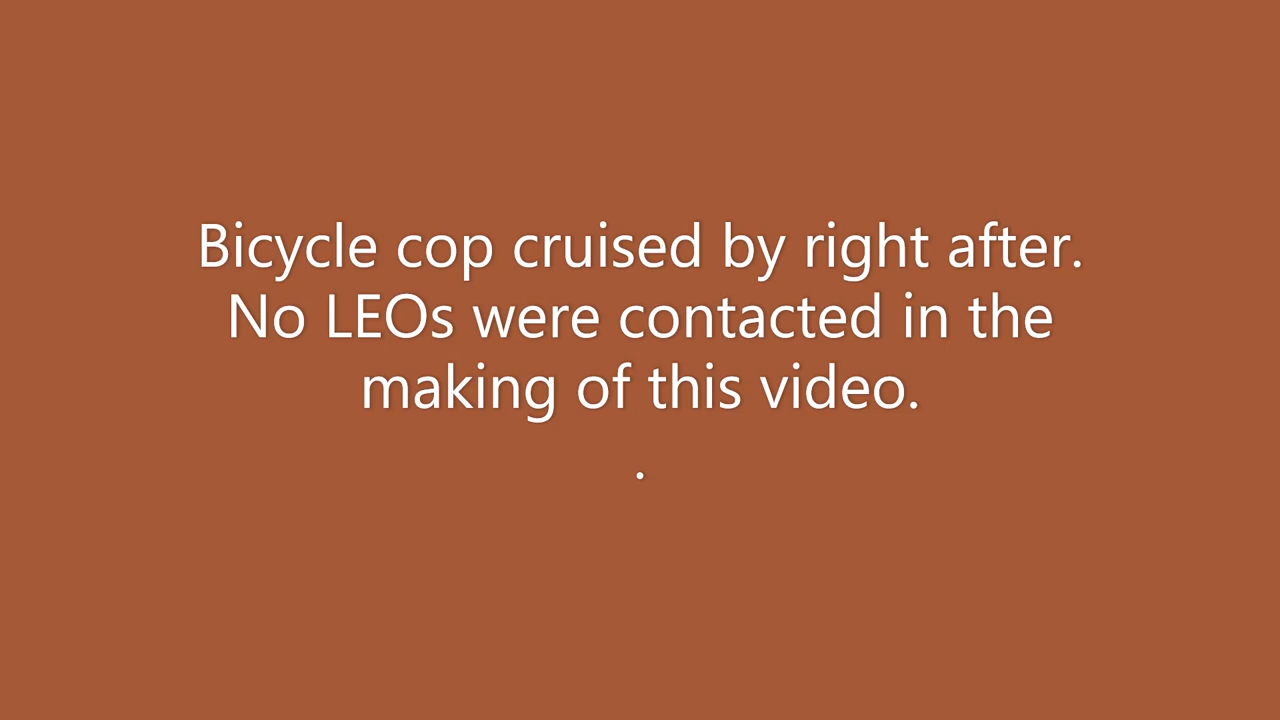 Bicycle cop cruised by right after.
No LEOs were contacted in the
making of this video.
.